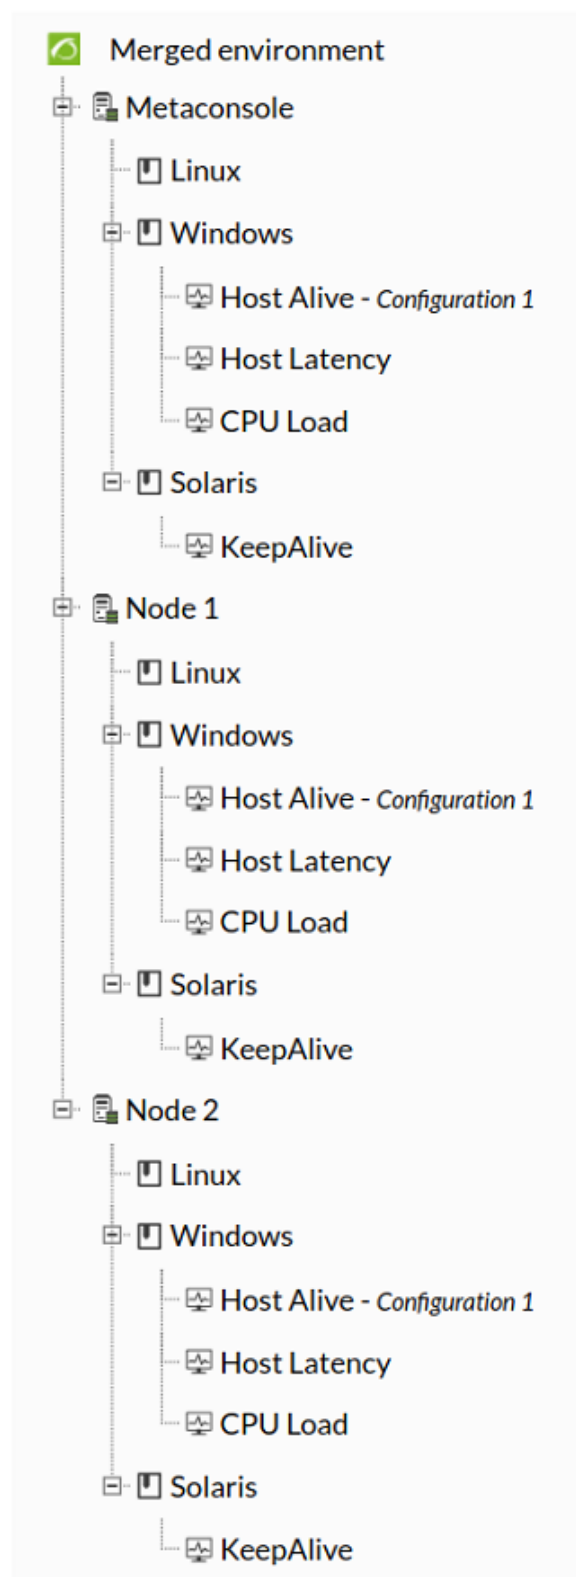 Merged environment
Metaconsole
Linux
Windows
Host Alive - Configuration 1
Host Latency
CPU Load
Solaris
KeepAlive
Node 1
Linux
Windows
Host Alive - Configuration 1
Host Latency
CPU Load
Solaris
KeepAlive
Node 2
Linux
Windows
Host Alive - Configuration 1
Host Latency
CPU Load
Solaris
KeepAlive